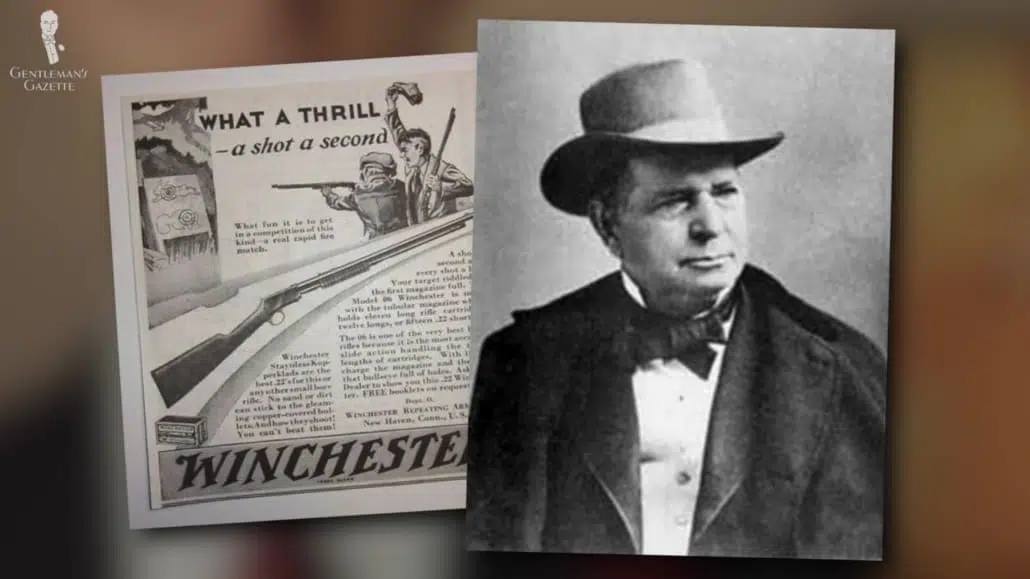 GENTLEMAN'S
GAZETTE
WHAT A THRILL
—a shot a second
What fun it is to get
in a competition of this
kind—a real rapid fire
match.
A sho
second a
every shot a
Your target riddled
the first magazine full.
Model 06 Winchester is
with the tubular magazine
holds eleven long rifle
twelve longs, or fifteen .22
The 06 is one of the very best
rifles because it is the most
slide action handling the
lengths of cartridges. With
charge the magazine and
that bullseye full of holes.
Dealer to show you this .22
ter. FREE booklets on request
Dept. O.
WINCHESTER REPEATING
New Haven, Conn., U. S.
Winchester
Staynless Kop-
perklads are the
best .22's for this or
any other small bore
rifle. No sand or dirt
can stick to the gleam-
ing copper-covered bul-
lets. And how they shoot!
You can't beat them!
WINCHESTE
TRADE MARK